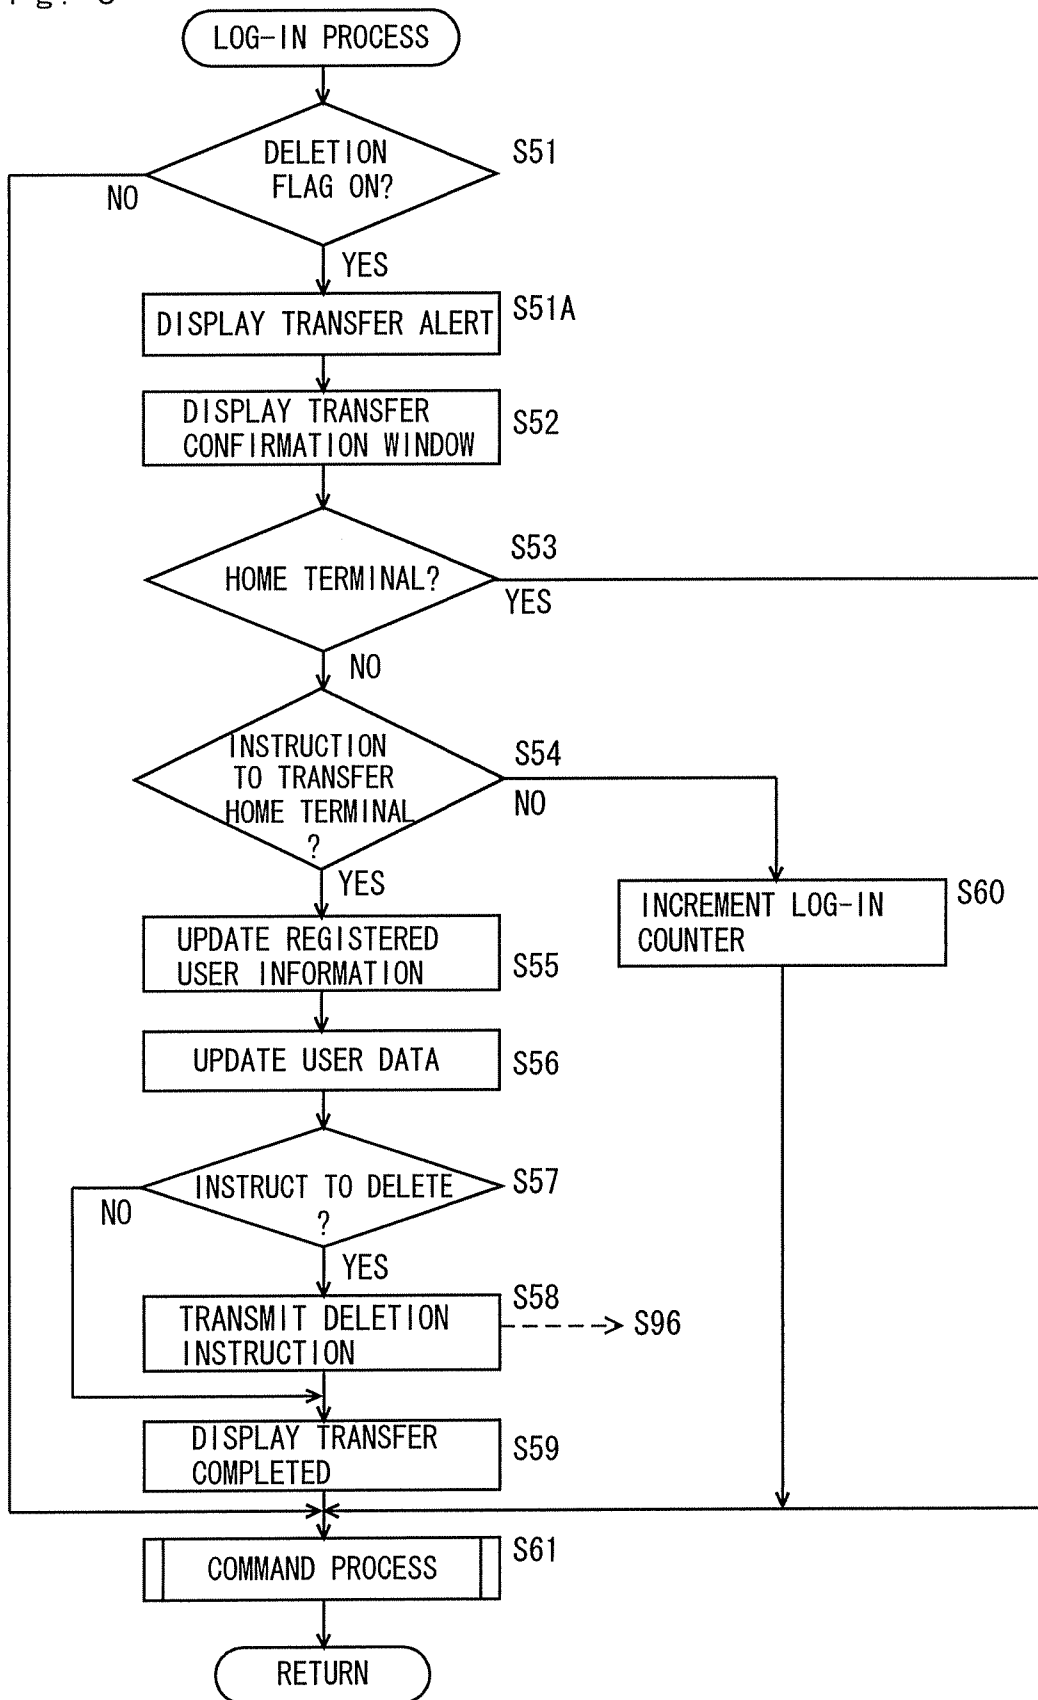 LOG-IN PROCESS
DELETION
FLAG ON?
S51
NO
YES
DISPLAY TRANSFER ALERT
S51A
DISPLAY TRANSFER
CONFIRMATION WINDOW
S52
HOME TERMINAL?
S53
YES
NO
INSTRUCTION
TO TRANSFER
HOME TERMINAL
?
S54
NO
YES
INCREMENT LOG-IN
COUNTER
S60
UPDATE REGISTERED
USER INFORMATION
S55
UPDATE USER DATA
S56
INSTRUCT TO DELETE
?
S57
NO
YES
TRANSMIT DELETION
INSTRUCTION
S58
S96
DISPLAY TRANSFER
COMPLETED
S59
COMMAND PROCESS
S61
RETURN